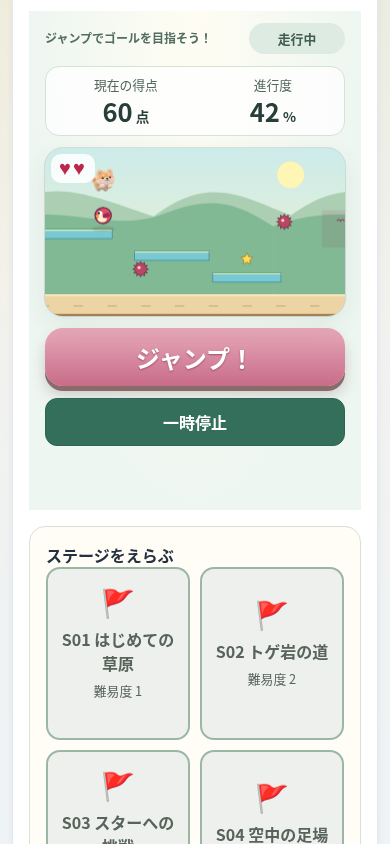 ジャンプでゴールを目指そう！
走行中
現在の得点
進行度
60 点
42 %
ジャンプ！
一時停止
ステージをえらぶ
S01 はじめての
草原
難易度 1
S02 トゲ岩の道
難易度 2
S03 スターへの
挑戦
S04 空中の足場